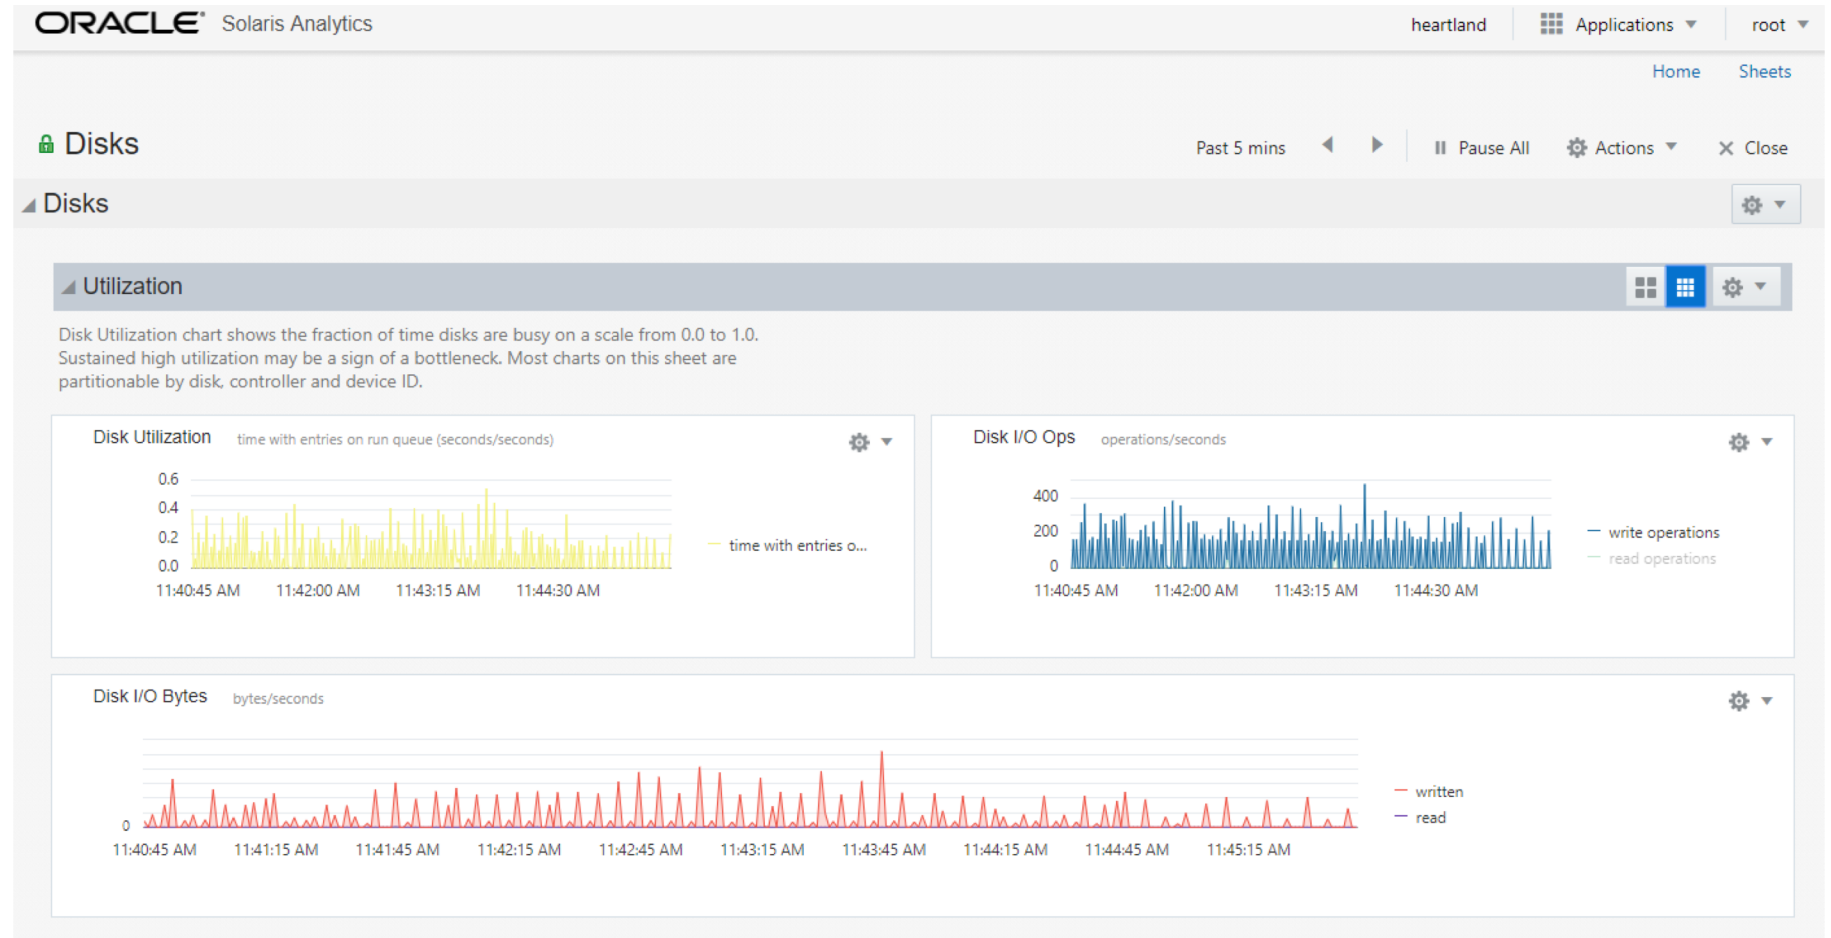 ORACLE® Solaris Analytics heartland Applications root
Home Sheets
Disks Past 5 mins Pause All Actions Close
Disks
Utilization
Disk Utilization chart shows the fraction of time disks are busy on a scale from 0.0 to 1.0.
Sustained high utilization may be a sign of a bottleneck. Most charts on this sheet are
partitionable by disk, controller and device ID.
Disk Utilization time with entries on run queue (seconds/seconds)
0.6
0.4
0.2
0.0
time with entries o...
11:40:45 AM 11:42:00 AM 11:43:15 AM 11:44:30 AM
Disk I/O Ops operations/seconds
400
200
0
write operations
read operations
11:40:45 AM 11:42:00 AM 11:43:15 AM 11:44:30 AM
Disk I/O Bytes bytes/seconds
0
written
read
11:40:45 AM 11:41:15 AM 11:41:45 AM 11:42:15 AM 11:42:45 AM 11:43:15 AM 11:43:45 AM 11:44:15 AM 11:44:45 AM 11:45:15 AM